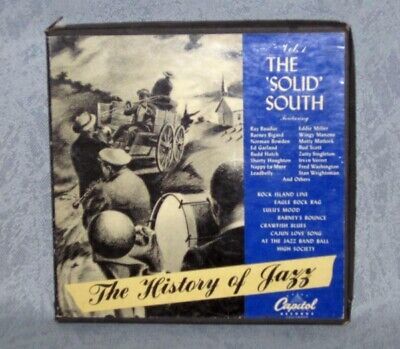 Vol. 1
THE
'SOLID'
SOUTH
featuring
Ray Bauduc Eddie Miller
Barney Bigard Wingy Manone
Norman Bowden Matty Matlock
Ed Garland Bud Scott
Budd Hatch Zutty Singleton
Shorty Houghton Irvin Verret
Nappy La Mare Fred Washington
Leadbelly Stan Wrightsman
And Others
ROCK ISLAND LINE
EAGLE ROCK RAG
LULU'S MOOD
BARNEY'S BOUNCE
CRAWFISH BLUES
CAJUN LOVE SONG
AT THE JAZZ BAND BALL
HIGH SOCIETY
The History of Jazz
Capitol
RECORDS